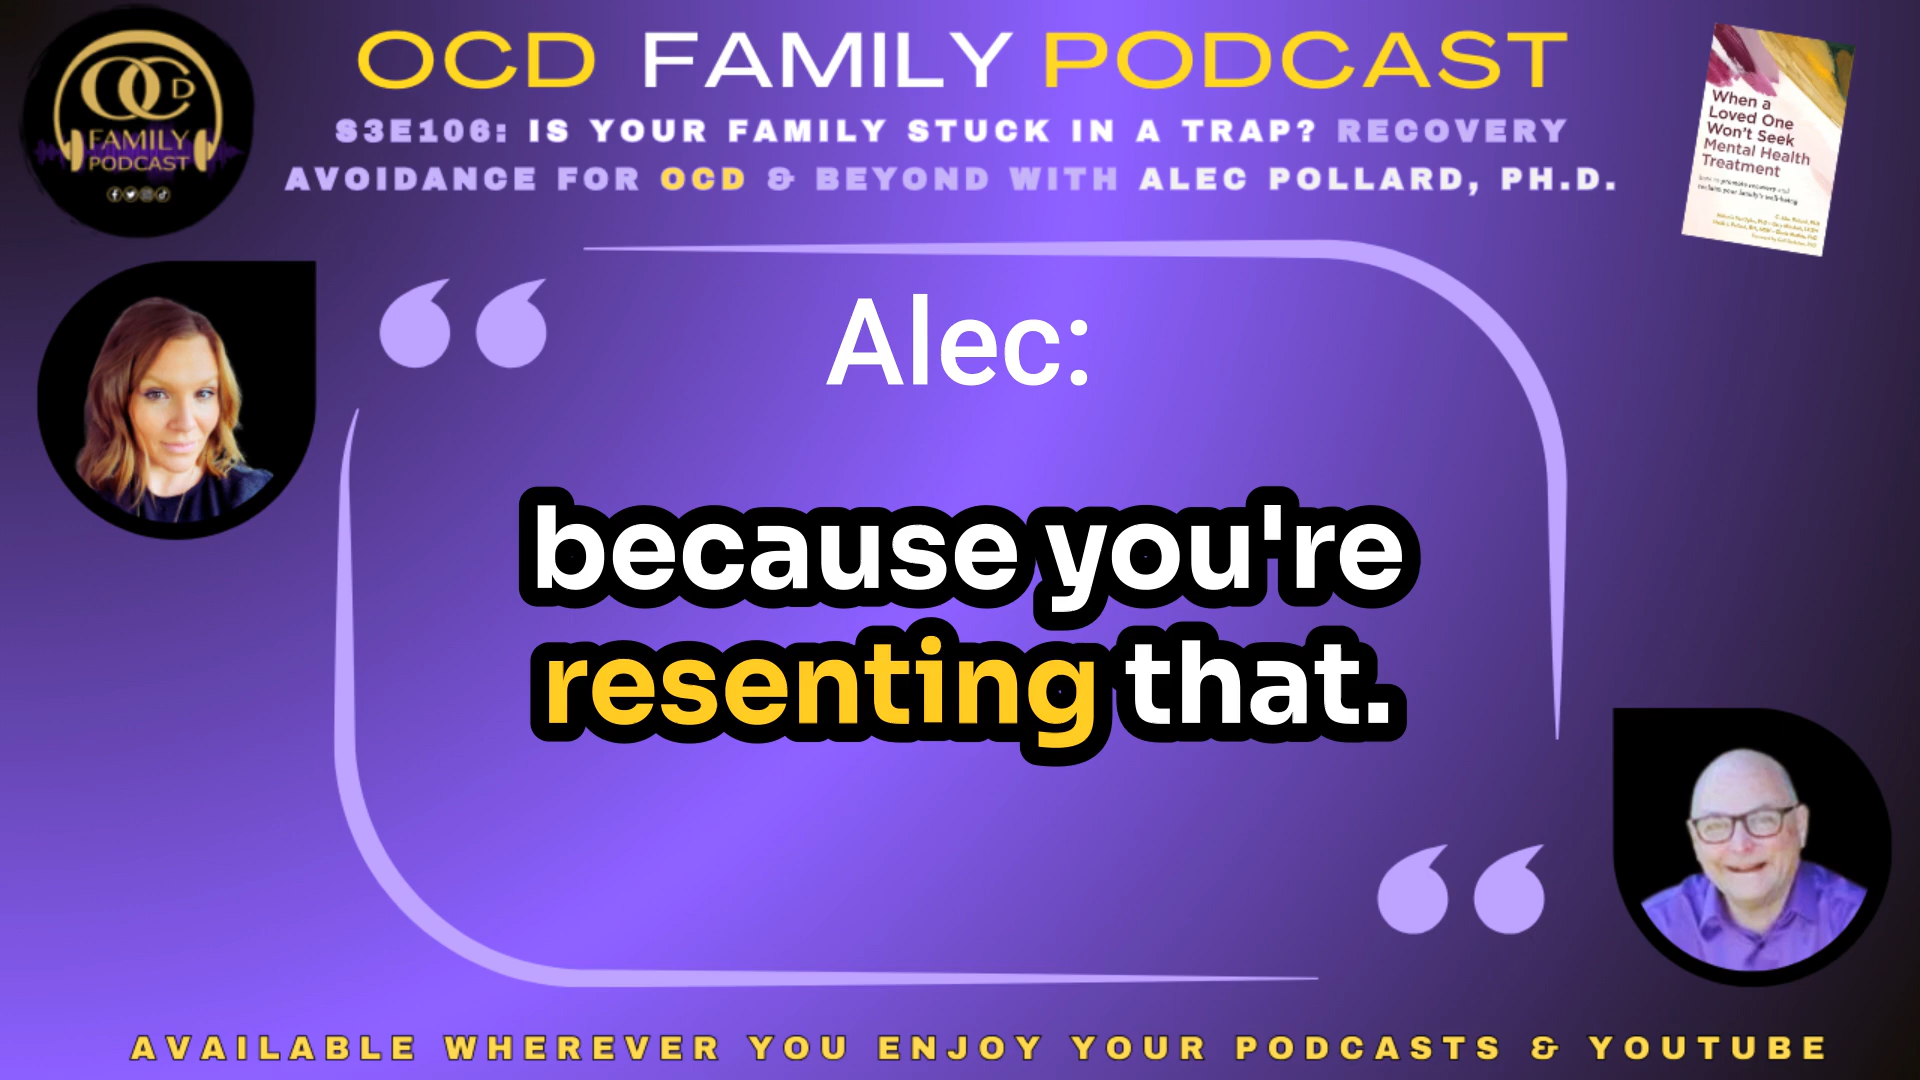 OCD FAMILY PODCAST
S3E106: IS YOUR FAMILY STUCK IN A TRAP? RECOVERY
AVOIDANCE FOR OCD & BEYOND WITH ALEC POLLARD, PH.D.
OCD
FAMILY
PODCAST
When a
Loved One
Won't Seek
Mental Health
Treatment
Alec:
because you're
resenting that.
AVAILABLE WHEREVER YOU ENJOY YOUR PODCASTS & YOUTUBE